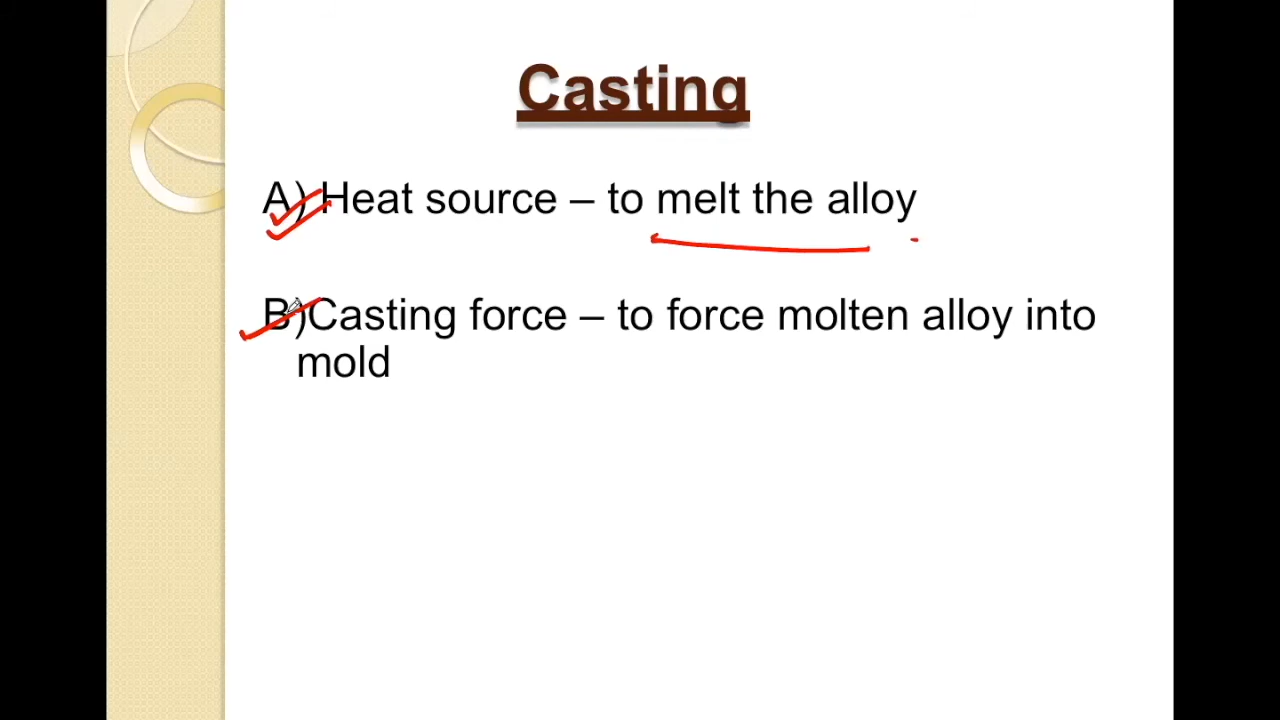 Casting
A) Heat source – to melt the alloy
B)Casting force – to force molten alloy into
mold